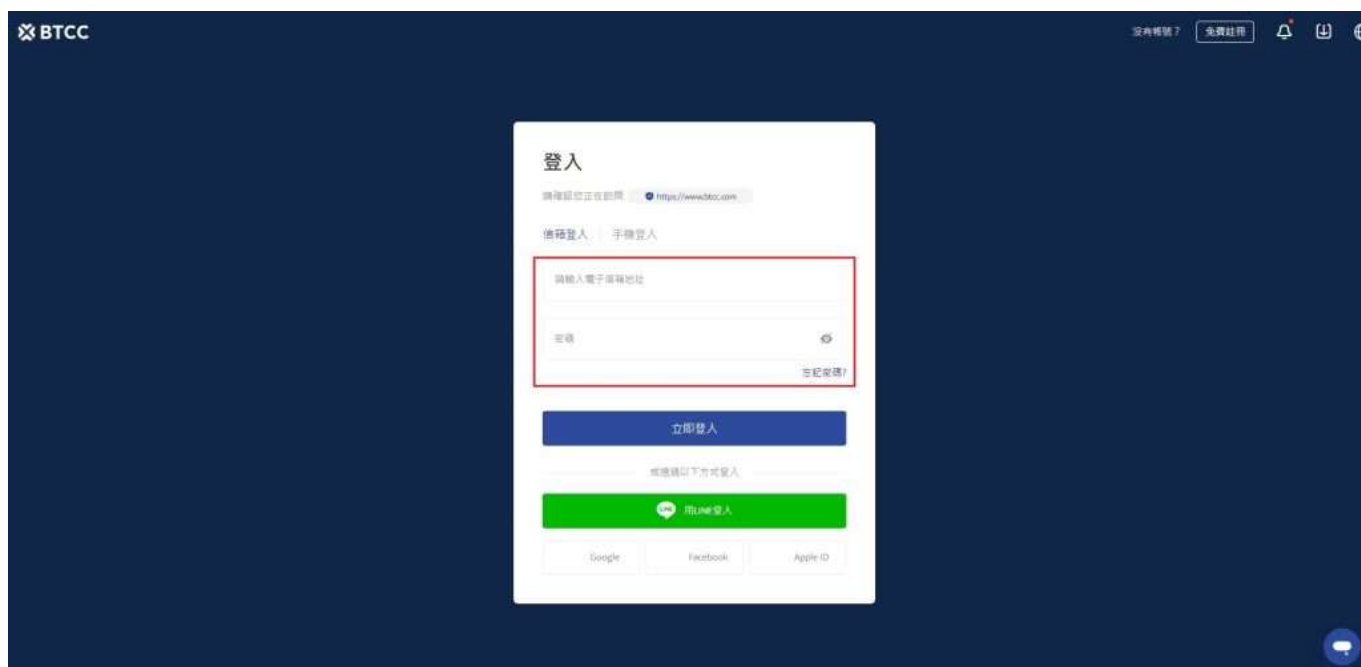 BTCC
沒有帳號? 免費註冊
登入
請確認您正在訪問 https://www.btcc.com
信箱登入 手機登入
請輸入電子信箱地址
密碼
忘記密碼?
立即登入
或透過以下方式登入
LINE 用LINE登入
Google Facebook Apple ID